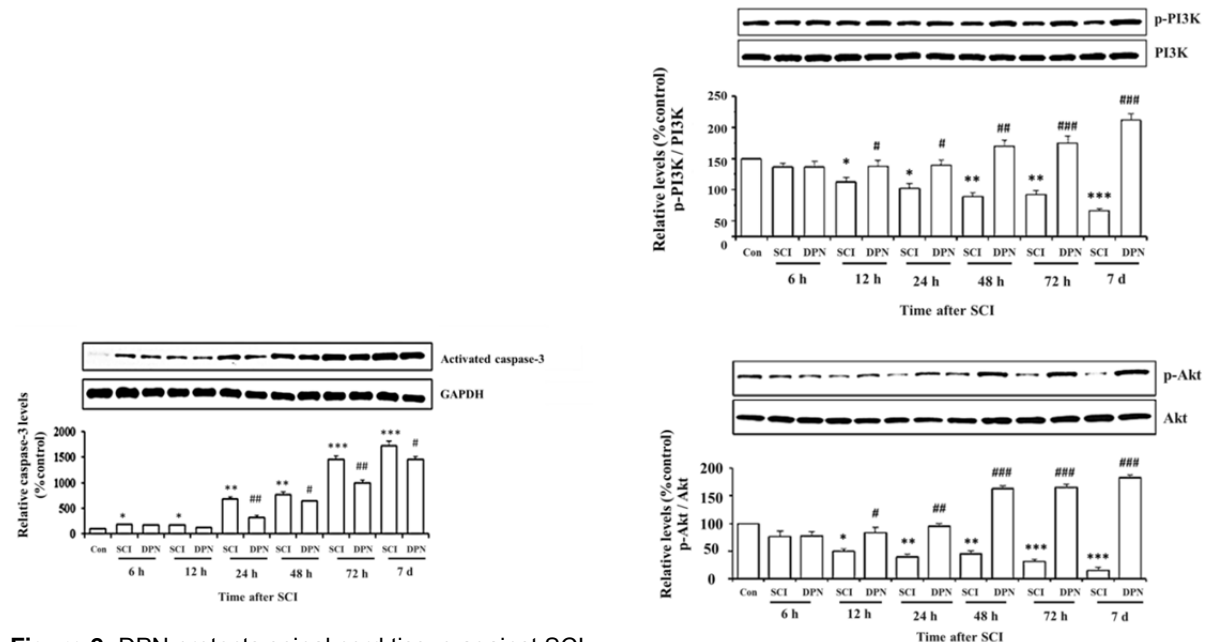 p-PI3K
PI3K
Relative levels (%control)
p-PI3K / PI3K
250
200
150
100
50
0
* # * # ** ## ** ### *** ###
Con SCI DPN SCI DPN SCI DPN SCI DPN SCI DPN SCI DPN
6 h 12 h 24 h 48 h 72 h 7 d
Time after SCI
Activated caspase-3
GAPDH
Relative caspase-3 levels
(%control)
2000
1500
1000
500
0
* * ** ## ** # *** ## *** #
Con SCI DPN SCI DPN SCI DPN SCI DPN SCI DPN SCI DPN
6 h 12 h 24 h 48 h 72 h 7 d
Time after SCI
p-Akt
Akt
Relative levels (%control)
p-Akt / Akt
200
150
100
50
0
* # ** ## ** ### *** ### *** ###
Con SCI DPN SCI DPN SCI DPN SCI DPN SCI DPN SCI DPN
6 h 12 h 24 h 48 h 72 h 7 d
Time after SCI
DPN protects spinal cord tissue against SCI